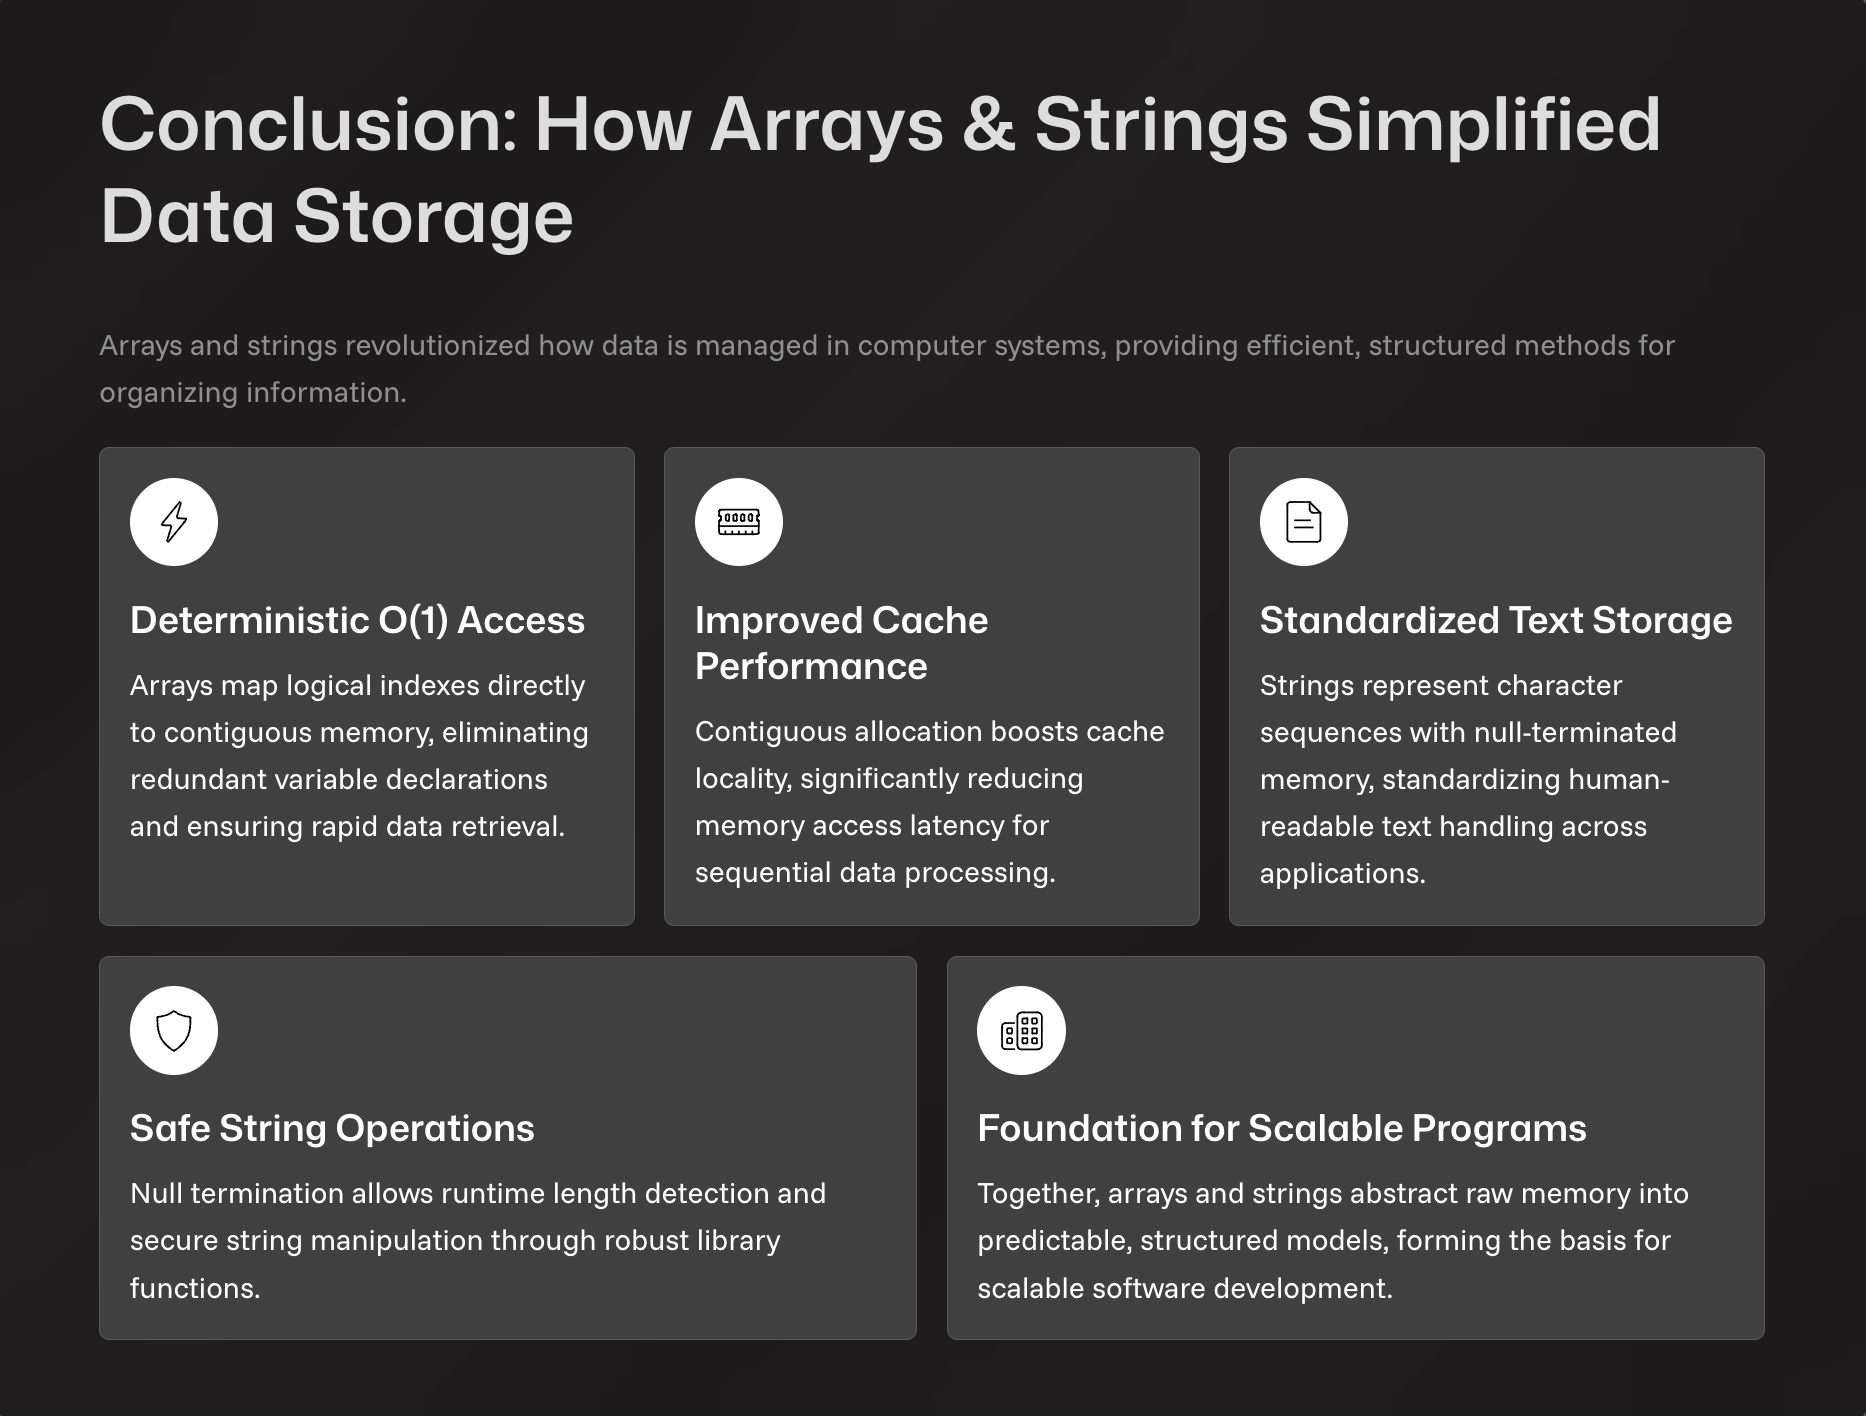 Conclusion: How Arrays & Strings Simplified
Data Storage
Arrays and strings revolutionized how data is managed in computer systems, providing efficient, structured methods for
organizing information.
Deterministic O(1) Access
Arrays map logical indexes directly
to contiguous memory, eliminating
redundant variable declarations
and ensuring rapid data retrieval.
Improved Cache
Performance
Contiguous allocation boosts cache
locality, significantly reducing
memory access latency for
sequential data processing.
Standardized Text Storage
Strings represent character
sequences with null-terminated
memory, standardizing human-
readable text handling across
applications.
Safe String Operations
Null termination allows runtime length detection and
secure string manipulation through robust library
functions.
Foundation for Scalable Programs
Together, arrays and strings abstract raw memory into
predictable, structured models, forming the basis for
scalable software development.